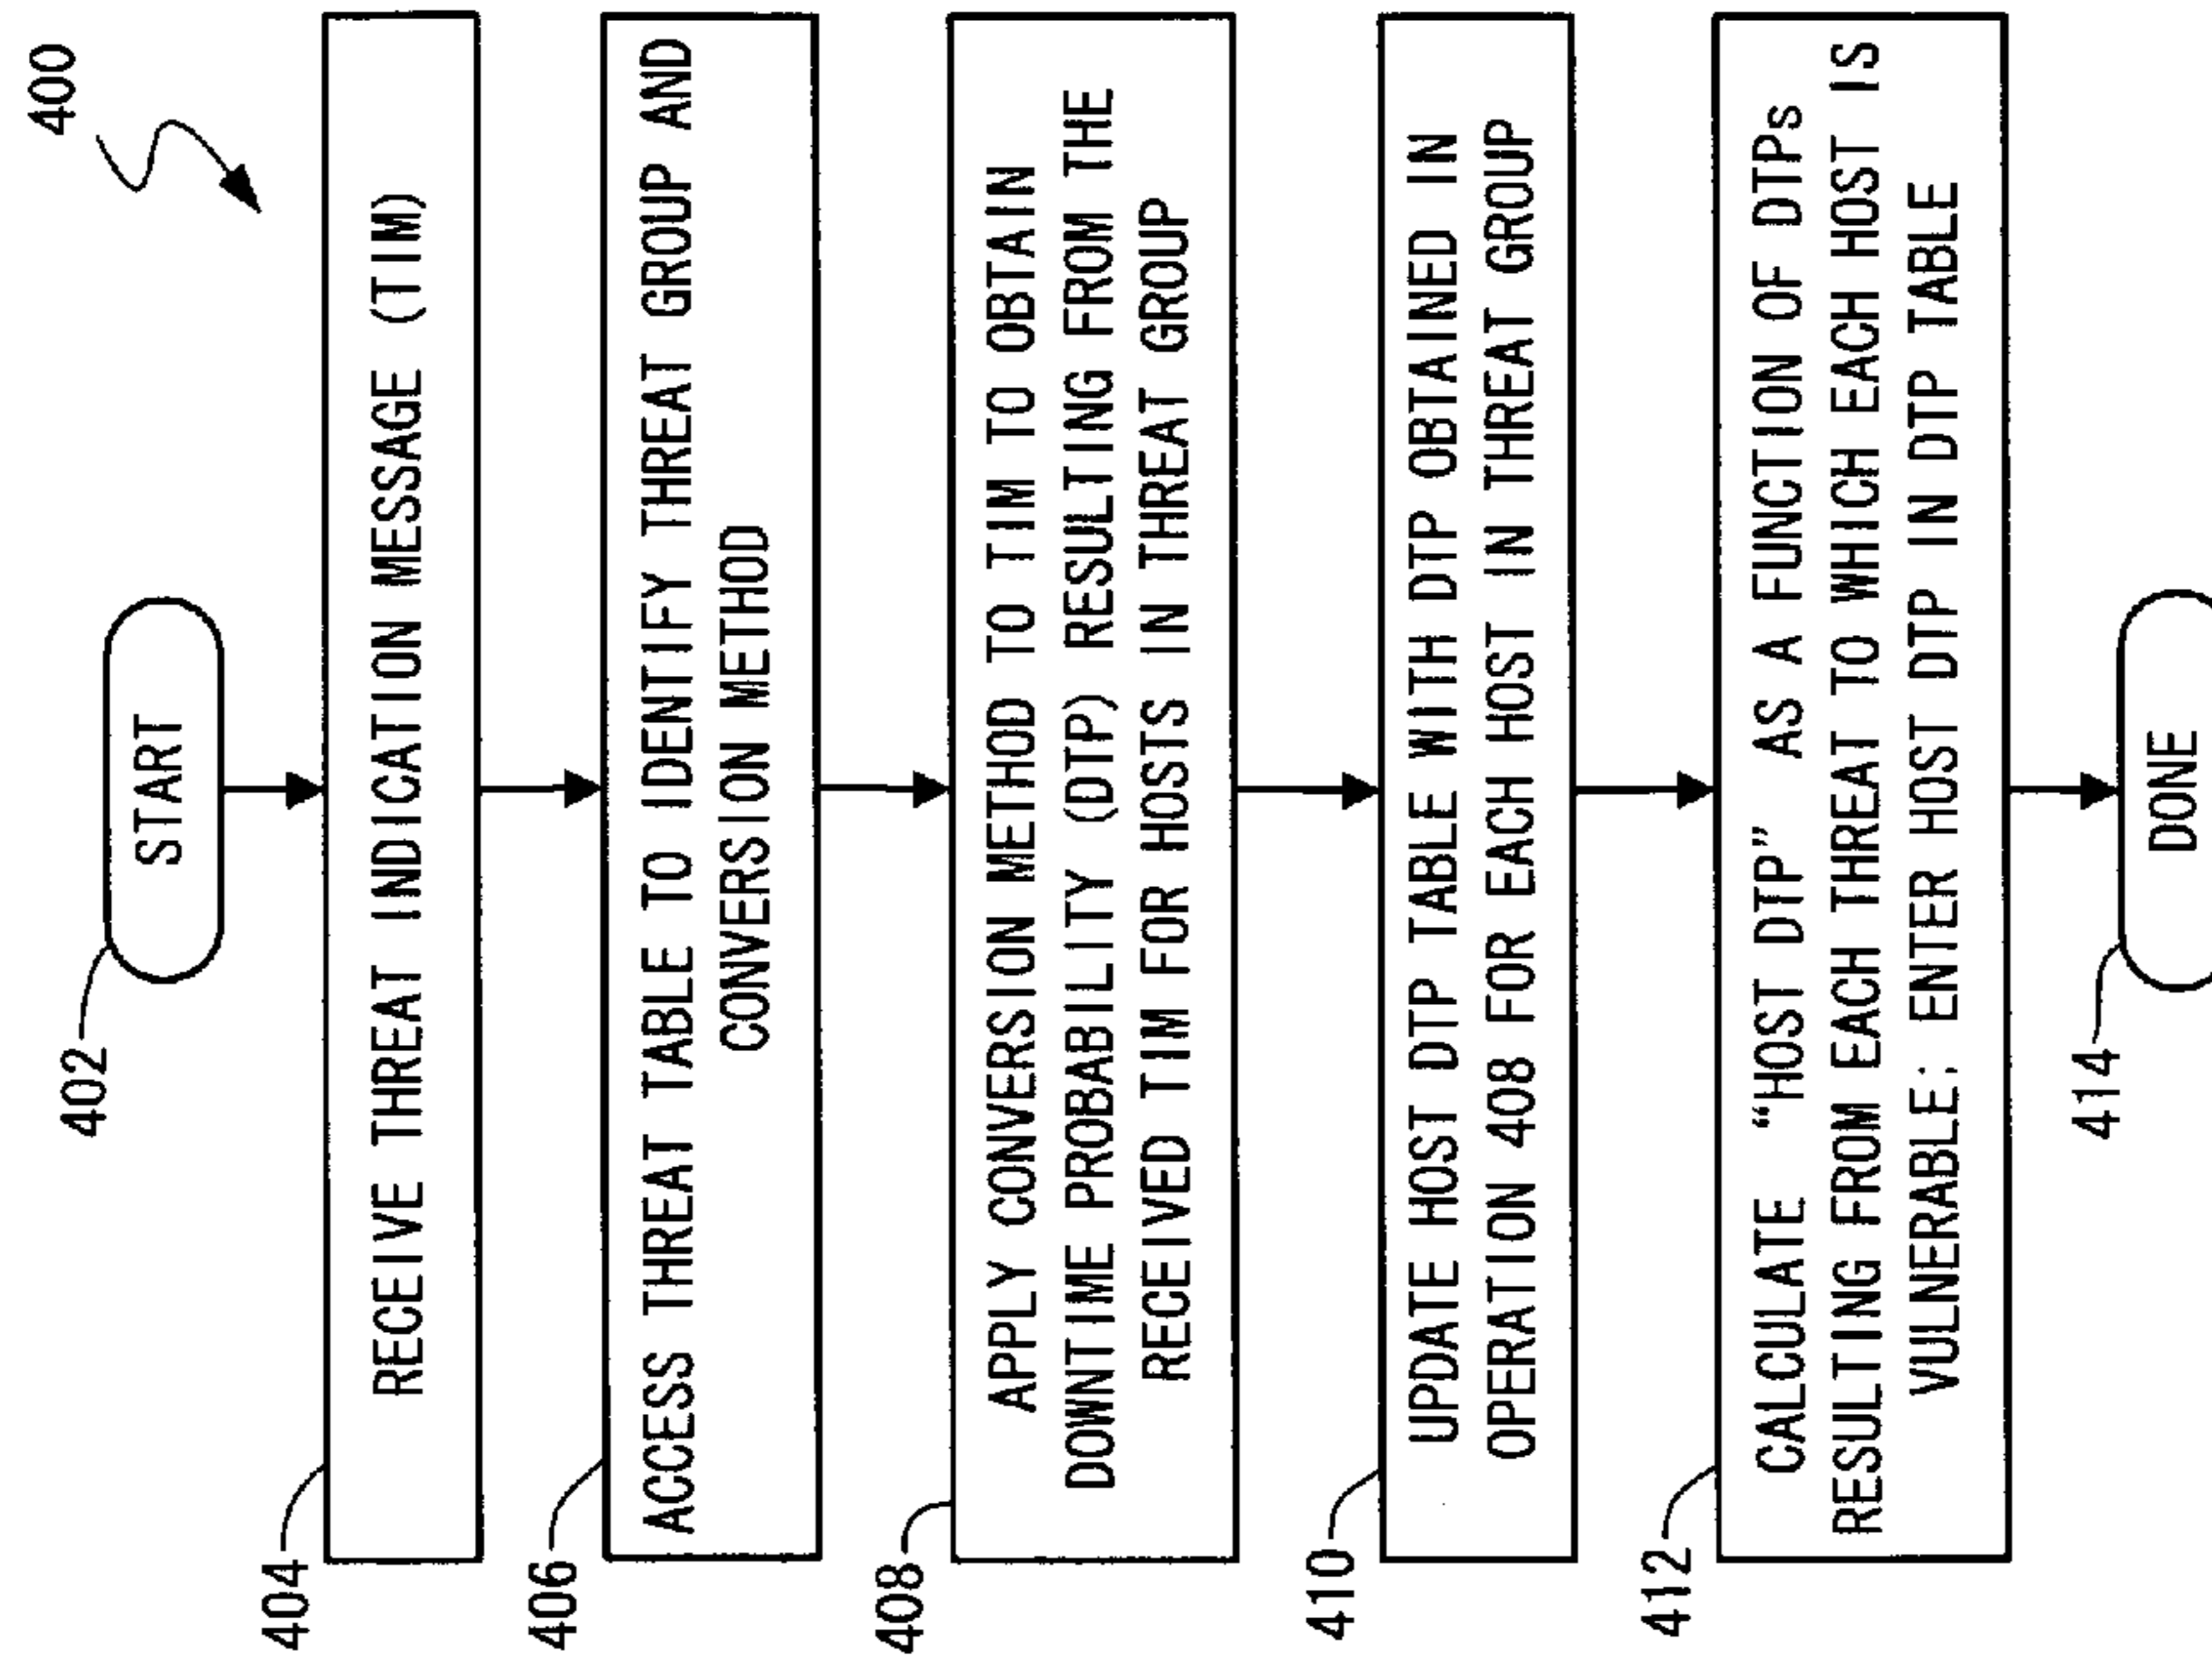 400
402
START
404
RECEIVE THREAT INDICATION MESSAGE (TIM)
406
ACCESS THREAT TABLE TO IDENTIFY THREAT GROUP AND
CONVERSION METHOD
408
APPLY CONVERSION METHOD TO TIM TO OBTAIN
DOWNTIME PROBABILITY (DTP) RESULTING FROM THE
RECEIVED TIM FOR HOSTS IN THREAT GROUP
410
UPDATE HOST DTP TABLE WITH DTP OBTAINED IN
OPERATION 408 FOR EACH HOST IN THREAT GROUP
412
CALCULATE “HOST DTP” AS A FUNCTION OF DTPs
RESULTING FROM EACH THREAT TO WHICH EACH HOST IS
VULNERABLE; ENTER HOST DTP IN DTP TABLE
414
DONE